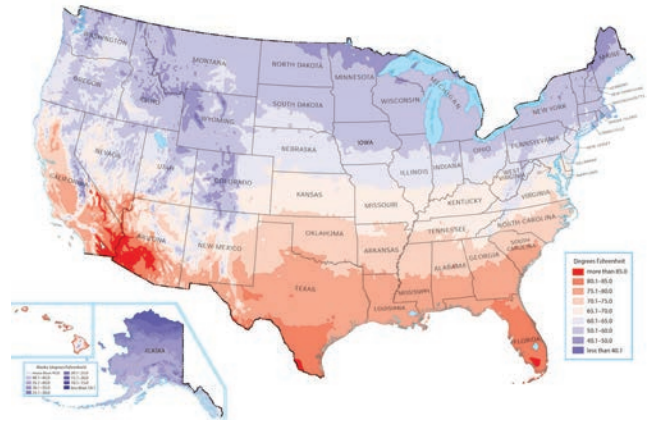 WASHINGTON
MONTANA
NORTH DAKOTA
MINNESOTA
MICHIGAN
MAINE
OREGON
IDAHO
WYOMING
SOUTH DAKOTA
WISCONSIN
NEW YORK
NEBRASKA
IOWA
ILLINOIS
INDIANA
OHIO
PENNSYLVANIA
NEVADA
UTAH
COLORADO
KANSAS
MISSOURI
KENTUCKY
WEST
VIRGINIA
VIRGINIA
CALIFORNIA
ARIZONA
NEW MEXICO
OKLAHOMA
ARKANSAS
TENNESSEE
NORTH CAROLINA
SOUTH
CAROLINA
TEXAS
LOUISIANA
MISSISSIPPI
ALABAMA
GEORGIA
FLORIDA
ALASKA
Degrees Fahrenheit
more than 85.0
80.1–85.0
75.1–80.0
70.1–75.0
65.1–70.0
60.1–65.0
50.1–60.0
40.1–50.0
less than 40.1
Alaska (degrees Fahrenheit)